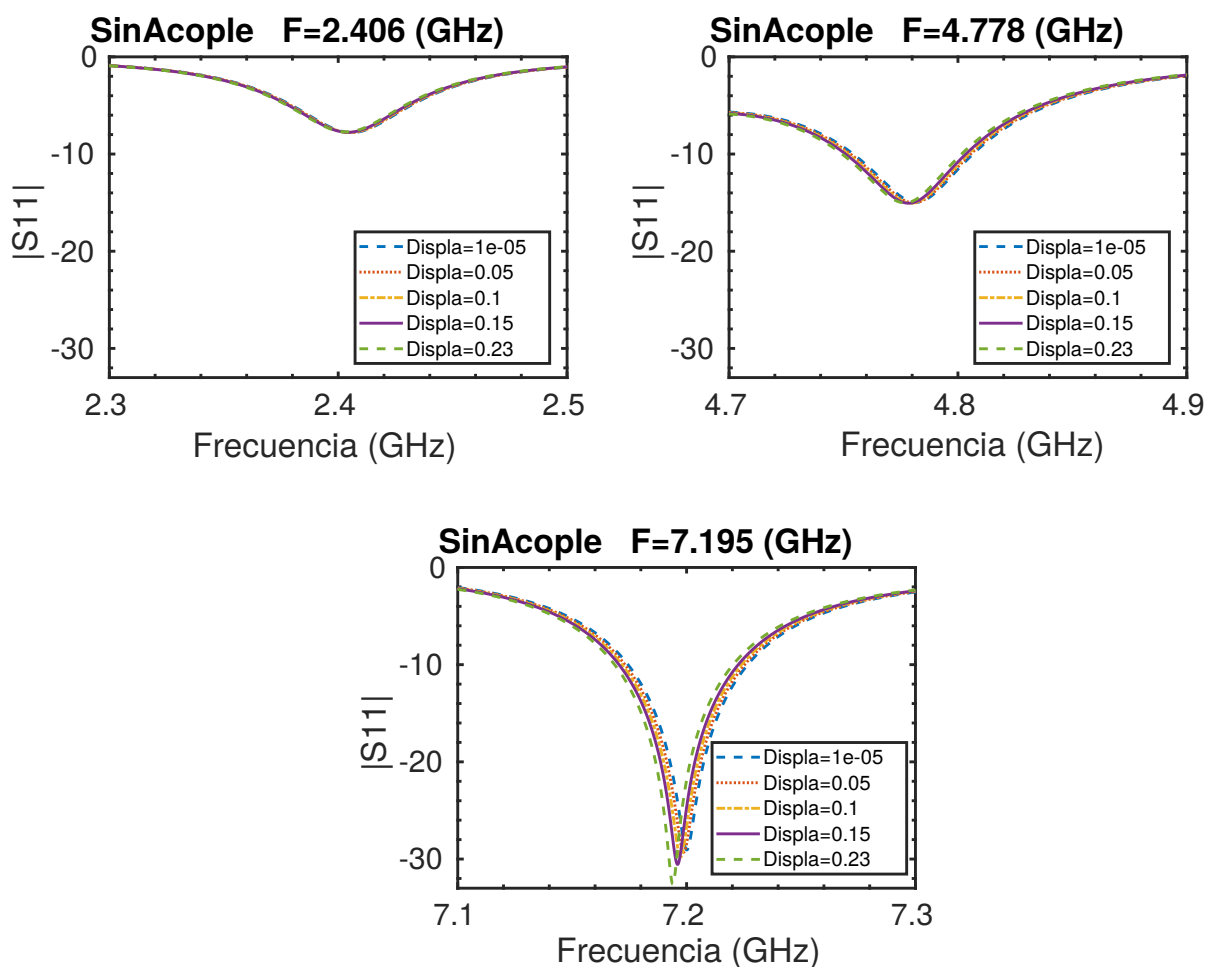 SinAcople F=2.406 (GHz)
0
-10
-20
-30
|S11|
Displa=1e-05
Displa=0.05
Displa=0.1
Displa=0.15
Displa=0.23
2.3 2.4 2.5
Frecuencia (GHz)
SinAcople F=4.778 (GHz)
0
-10
-20
-30
|S11|
Displa=1e-05
Displa=0.05
Displa=0.1
Displa=0.15
Displa=0.23
4.7 4.8 4.9
Frecuencia (GHz)
SinAcople F=7.195 (GHz)
0
-10
-20
-30
|S11|
Displa=1e-05
Displa=0.05
Displa=0.1
Displa=0.15
Displa=0.23
7.1 7.2 7.3
Frecuencia (GHz)